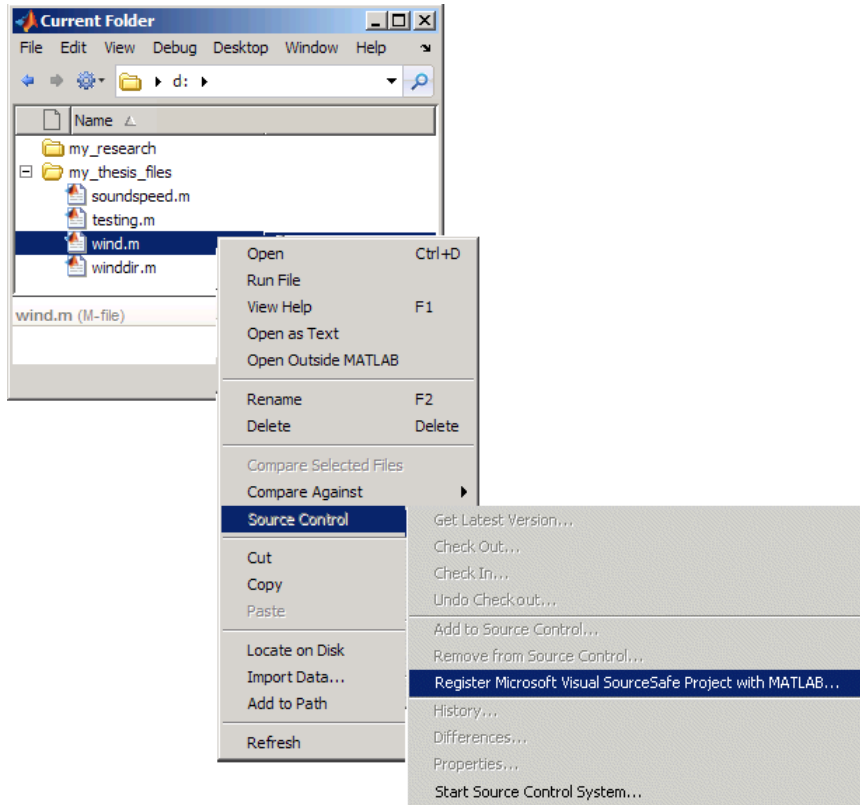 Current Folder
File Edit View Debug Desktop Window Help
d:
Name
my_research
my_thesis_files
soundspeed.m
testing.m
wind.m
winddir.m
wind.m (M-file)
Open Ctrl+D
Run File
View Help F1
Open as Text
Open Outside MATLAB
Rename F2
Delete Delete
Compare Selected Files
Compare Against
Source Control
Cut
Copy
Paste
Locate on Disk
Import Data...
Add to Path
Refresh
Get Latest Version...
Check Out...
Check In...
Undo Checkout...
Add to Source Control...
Remove from Source Control...
Register Microsoft Visual SourceSafe Project with MATLAB...
History...
Differences...
Properties...
Start Source Control System...